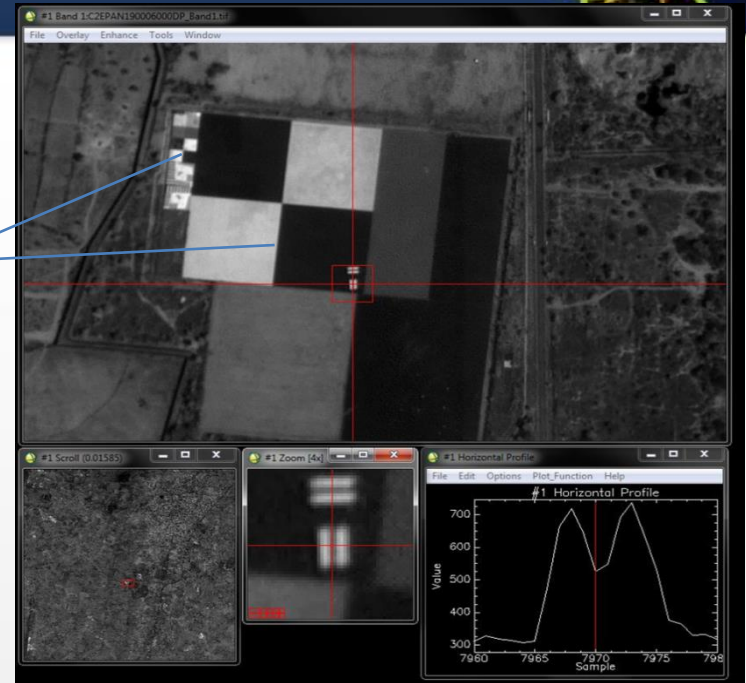 #1 Band 1:C2EPAN190006000DP_Band1.tif
File Overlay Enhance Tools Window
#1 Scroll (0.01585)
#1 Zoom [4x]
#1 Horizontal Profile
File Edit Options Plot_Function Help
#1 Horizontal Profile
700
600
500
400
300
Value
7960 7965 7970 7975 798
Sample